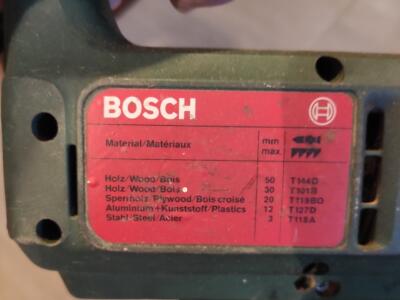 BOSCH
Material/Matériaux mm max.
Holz/Wood/Bois 50 T144D
Holz/Wood/Bois 30 T101B
Sperrholz/Plywood/Bois croisé 20 T119BO
Aluminium+Kunststoff/Plastics 12 T127D
Stahl/Steel/Acier 3 T118A